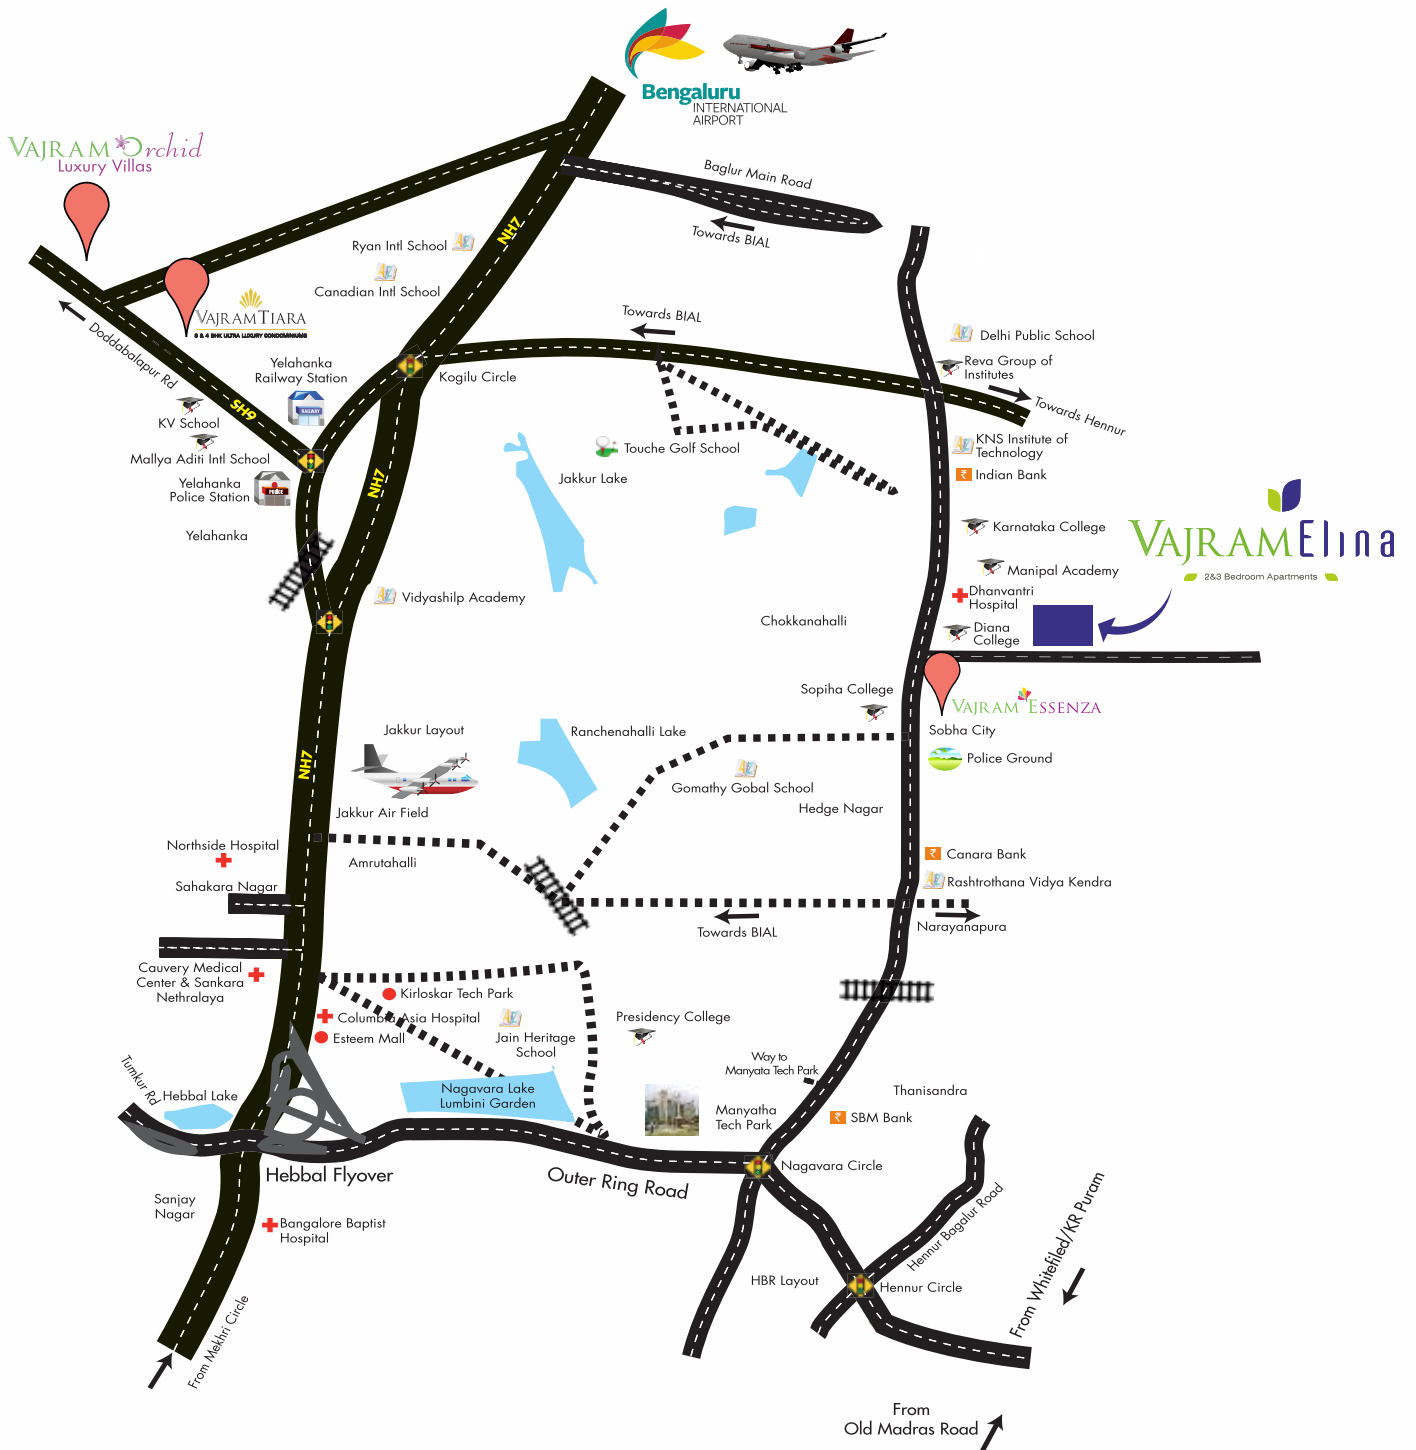 Bengaluru
INTERNATIONAL
AIRPORT
VAJRAM Orchid
Luxury Villas
Baglur Main Road
NH7
Towards BIAL
Ryan Intl School
Canadian Intl School
VAJRAM TIARA
3 & 4 BHK ULTRA LUXURY CONDOMINIUMS
Towards BIAL
Doddabalapur Rd
Delhi Public School
Reva Group of
Institutes
Yelahanka
Railway Station
RAILWAY
Kogilu Circle
Towards Hennur
SH9
KV School
Mallya Aditi Intl School
Touche Golf School
KNS Institute of
Technology
Indian Bank
Jakkur Lake
NH7
Yelahanka
Police Station
POLICE
Yelahanka
Karnataka College
VAJRAM Elina
2&3 Bedroom Apartments
Manipal Academy
Dhanvantri
Hospital
Vidyashilp Academy
Chokkanahalli
Diana
College
Sopiha College
VAJRAM ESSENZA
Sobha City
Jakkur Layout
Ranchenahalli Lake
Police Ground
NH7
Gomathy Gobal School
Hedge Nagar
Jakkur Air Field
Northside Hospital
Amrutahalli
Canara Bank
Sahakara Nagar
Rashtrothana Vidya Kendra
Towards BIAL
Narayanapura
Cauvery Medical
Center & Sankara
Nethralaya
Kirloskar Tech Park
Columbia Asia Hospital
Esteem Mall
Jain Heritage
School
Presidency College
Way to
Manyata Tech Park
Tumkur Rd
Hebbal Lake
Nagavara Lake
Lumbini Garden
Thanisandra
Manyatha
Tech Park
SBM Bank
Hebbal Flyover
Outer Ring Road
Nagavara Circle
Sanjay
Nagar
Bangalore Baptist
Hospital
Hennur Bagalur Road
From Whitefiled/KR Puram
HBR Layout
Hennur Circle
From Mekhri Circle
From
Old Madras Road